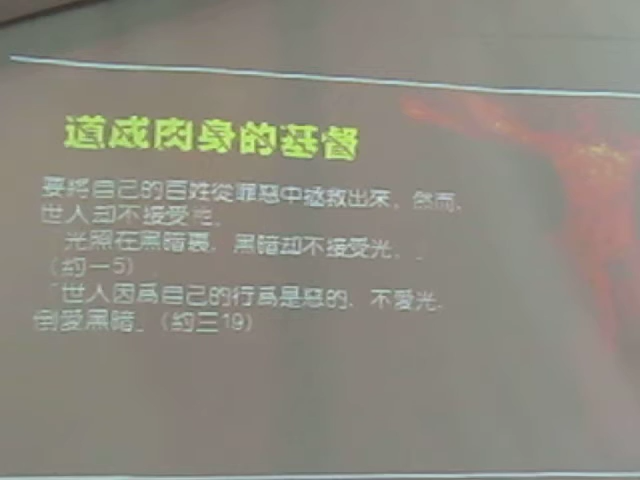 道成肉身的基督
要將自己的百姓從罪惡中拯救出來。然而,
世人却不接受祂。
「光照在黑暗裏,黑暗却不接受光。」
(約一5)
「世人因爲自己的行爲是惡的,不愛光,
倒愛黑暗」(約三19)